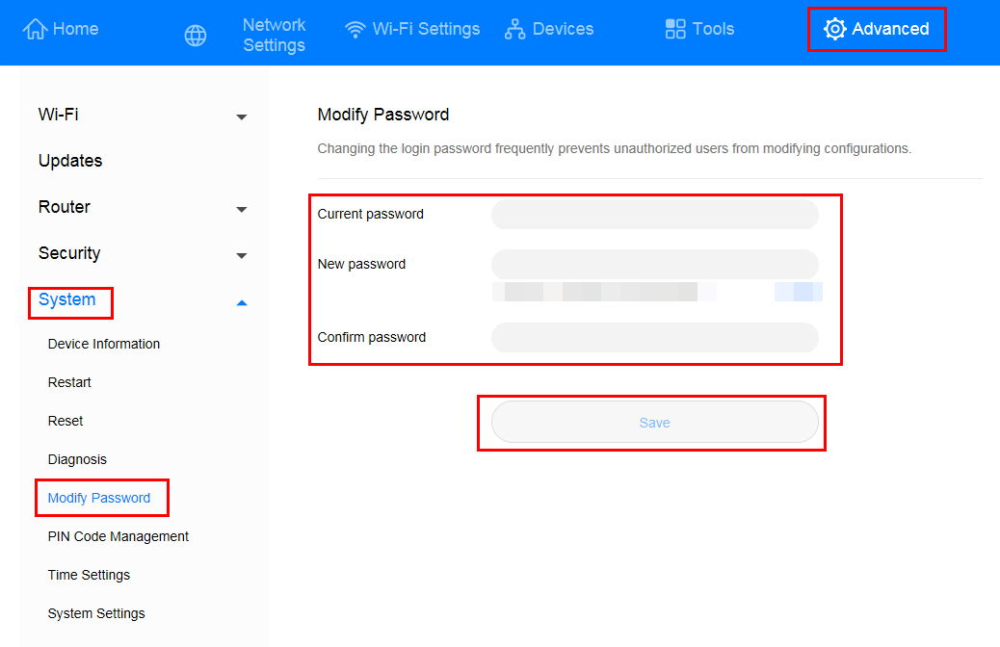 Home
Network
Settings
Wi-Fi Settings
Devices
Tools
Advanced
Wi-Fi
Updates
Router
Security
System
Device Information
Restart
Reset
Diagnosis
Modify Password
PIN Code Management
Time Settings
System Settings
Modify Password
Changing the login password frequently prevents unauthorized users from modifying configurations.
Current password
New password
Confirm password
Save